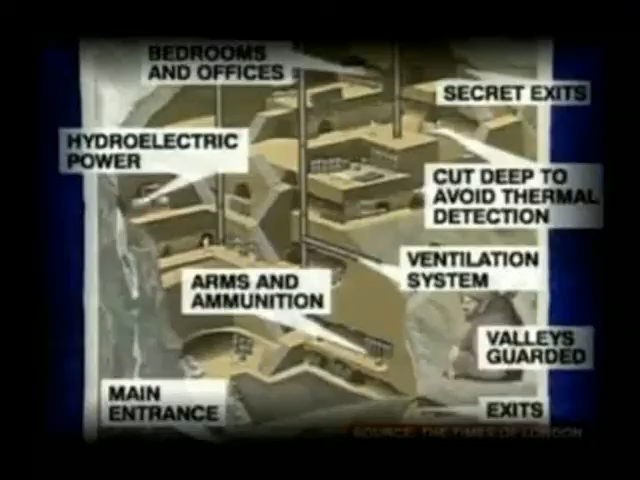 BEDROOMS
AND OFFICES
SECRET EXITS
HYDROELECTRIC
POWER
CUT DEEP TO
AVOID THERMAL
DETECTION
VENTILATION
SYSTEM
ARMS AND
AMMUNITION
VALLEYS
GUARDED
MAIN
ENTRANCE
EXITS
SOURCE: THE TIMES OF LONDON